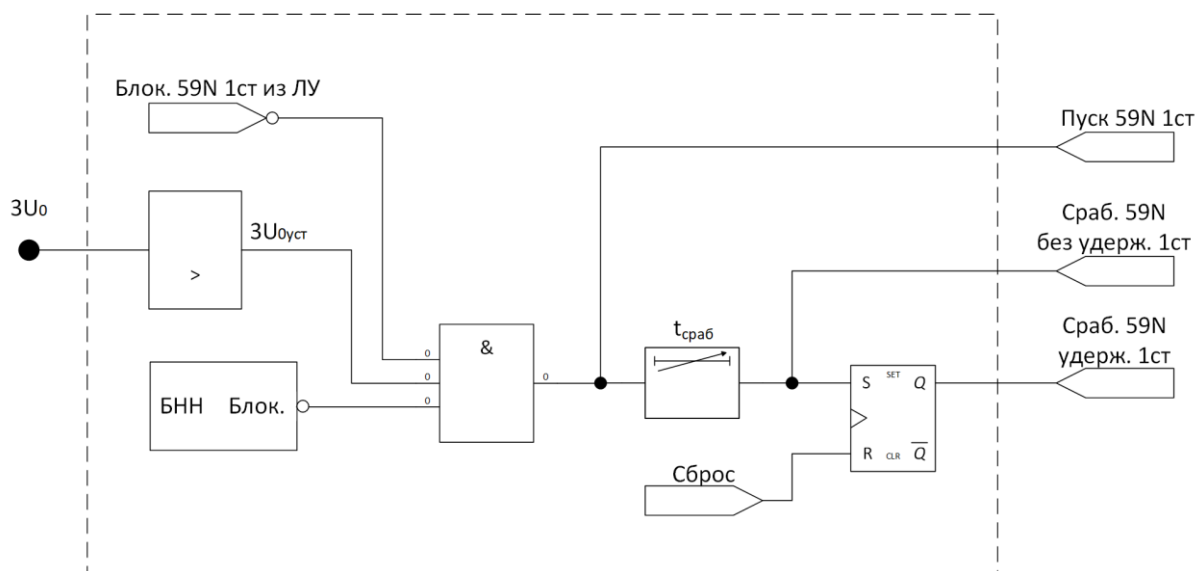 Блок. 59N 1ст из ЛУ
Пуск 59N 1ст
3U0
>
3U0уст
Сраб. 59N
без удерж. 1ст
БНН Блок.
0
0
0
&
0
tсраб
Сраб. 59N
удерж. 1ст
S SET Q
R CLR Q
Сброс